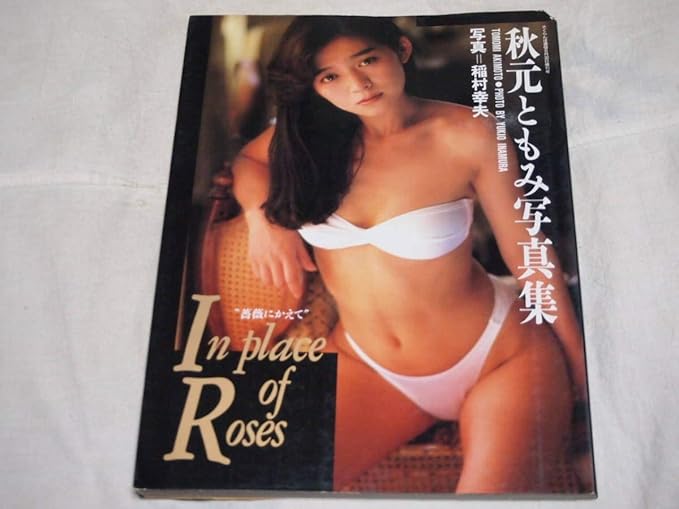 秋元ともみ写真集
TOMOMI AKIMOTO●PHOTO BY YUKIO INAMURA
写真=稲村幸夫
"薔薇にかえて"
In place
of
Roses